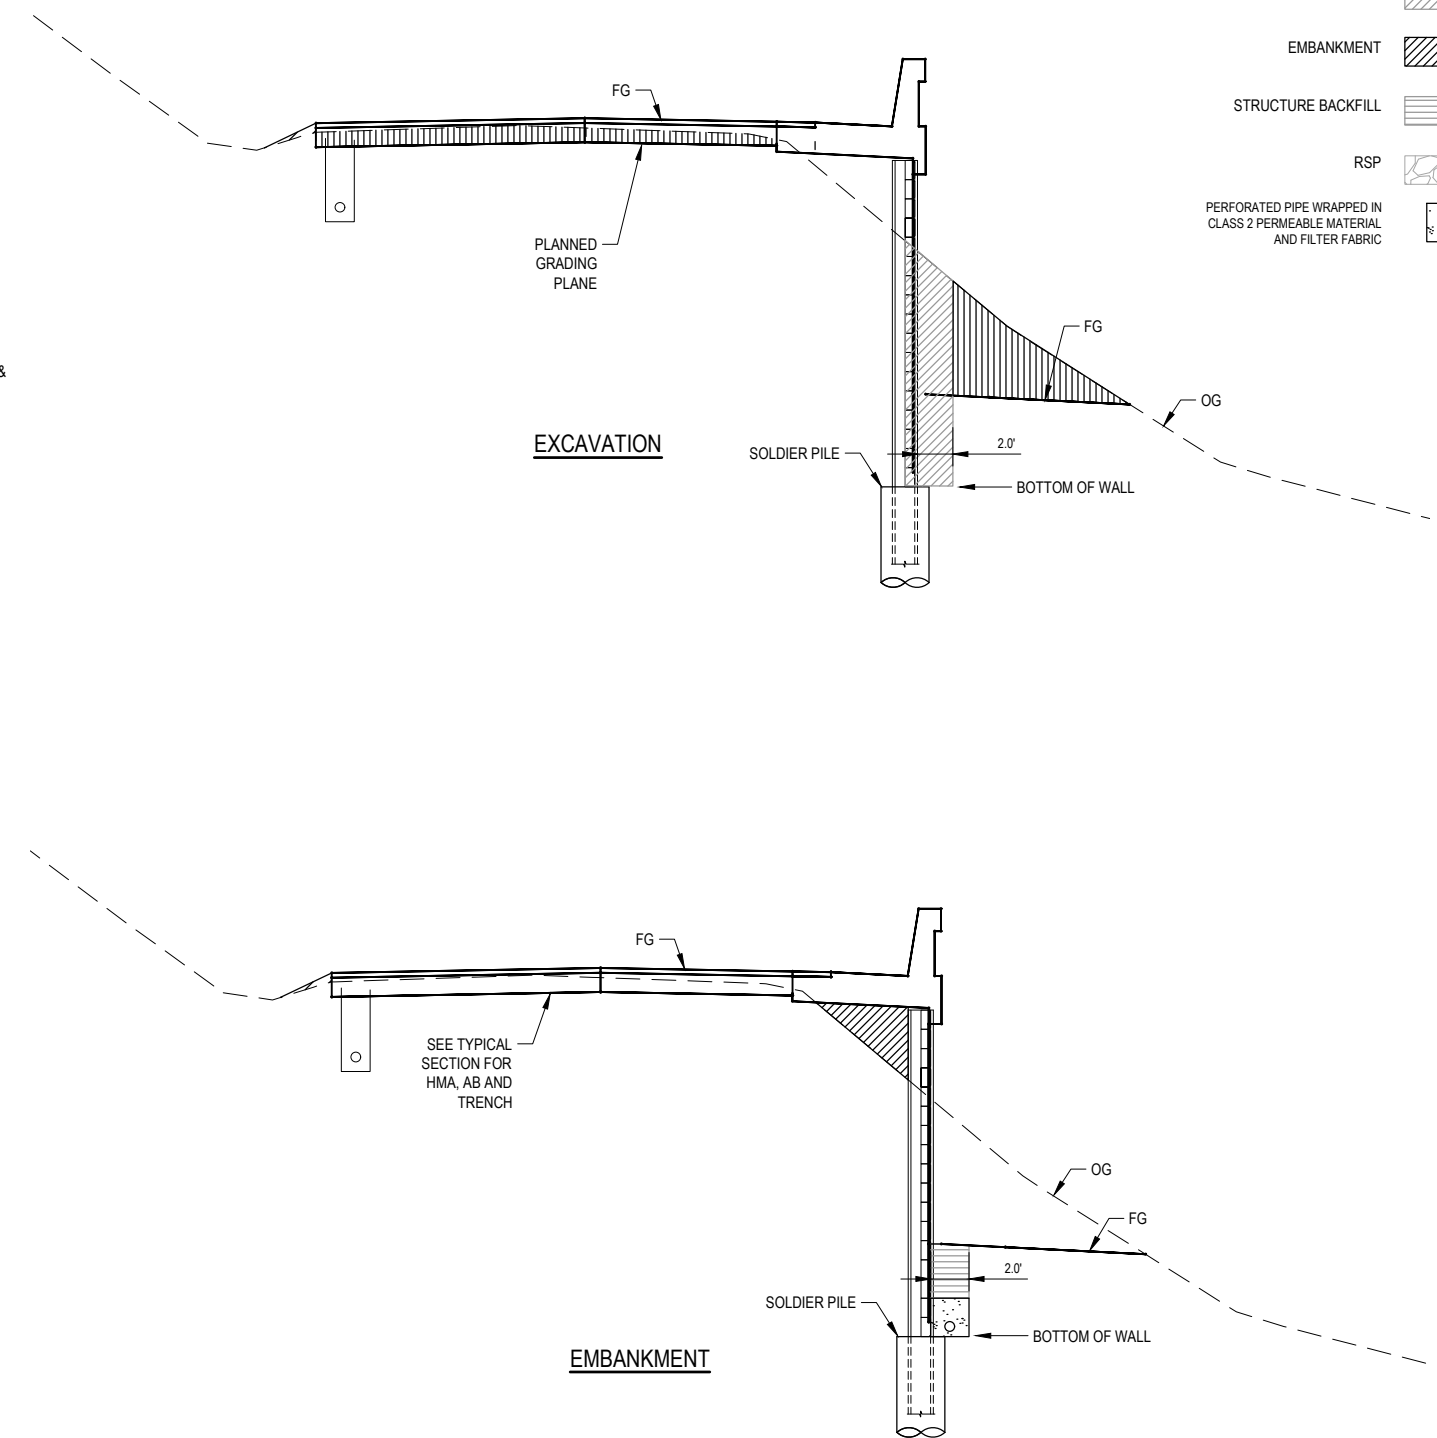 EMBANKMENT
STRUCTURE BACKFILL
RSP
PERFORATED PIPE WRAPPED IN
CLASS 2 PERMEABLE MATERIAL
AND FILTER FABRIC
FG
PLANNED
GRADING
PLANE
FG
&
OG
EXCAVATION
SOLDIER PILE
2.0'
BOTTOM OF WALL
FG
SEE TYPICAL
SECTION FOR
HMA, AB AND
TRENCH
OG
FG
2.0'
SOLDIER PILE
BOTTOM OF WALL
EMBANKMENT